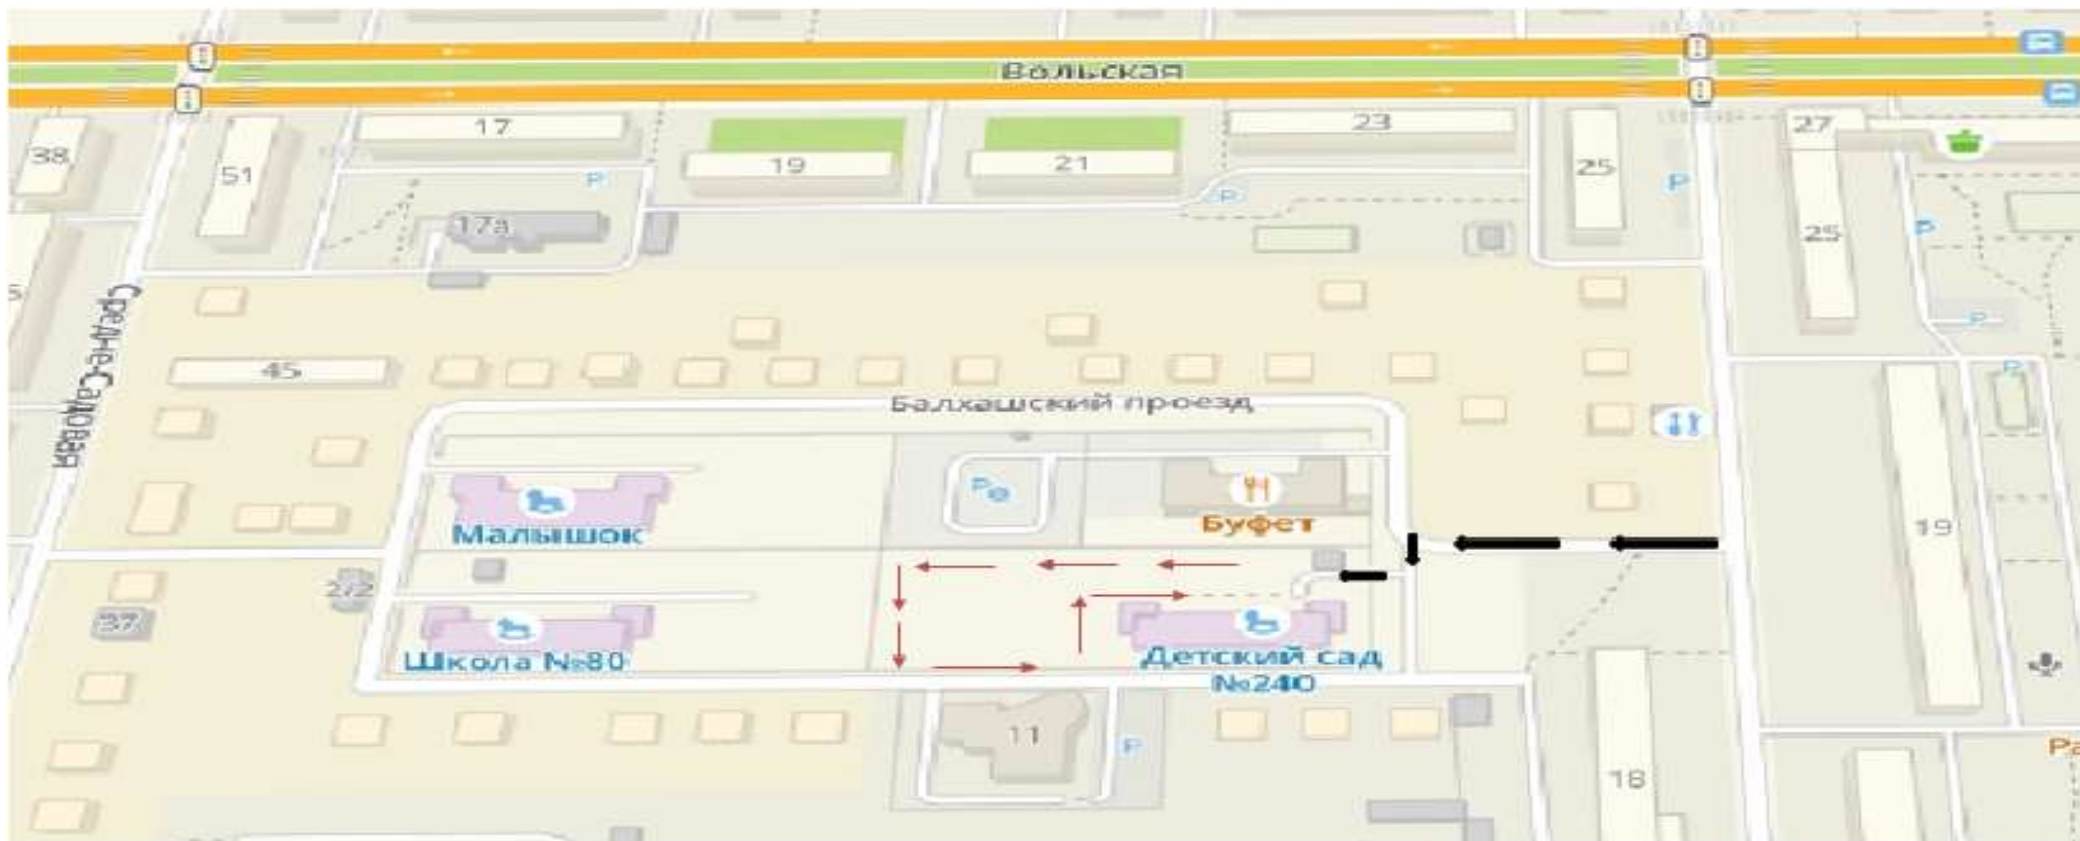 Вольская
17
23
27
38
51
19
21
25
P
P
P
17а
25
P
Средне-Садовая
P
45
P
Балхашский проезд
P
Буфет
19
Малышок
2/2
37
Школа №80
Детский сад
№240
11
P
18
Ра